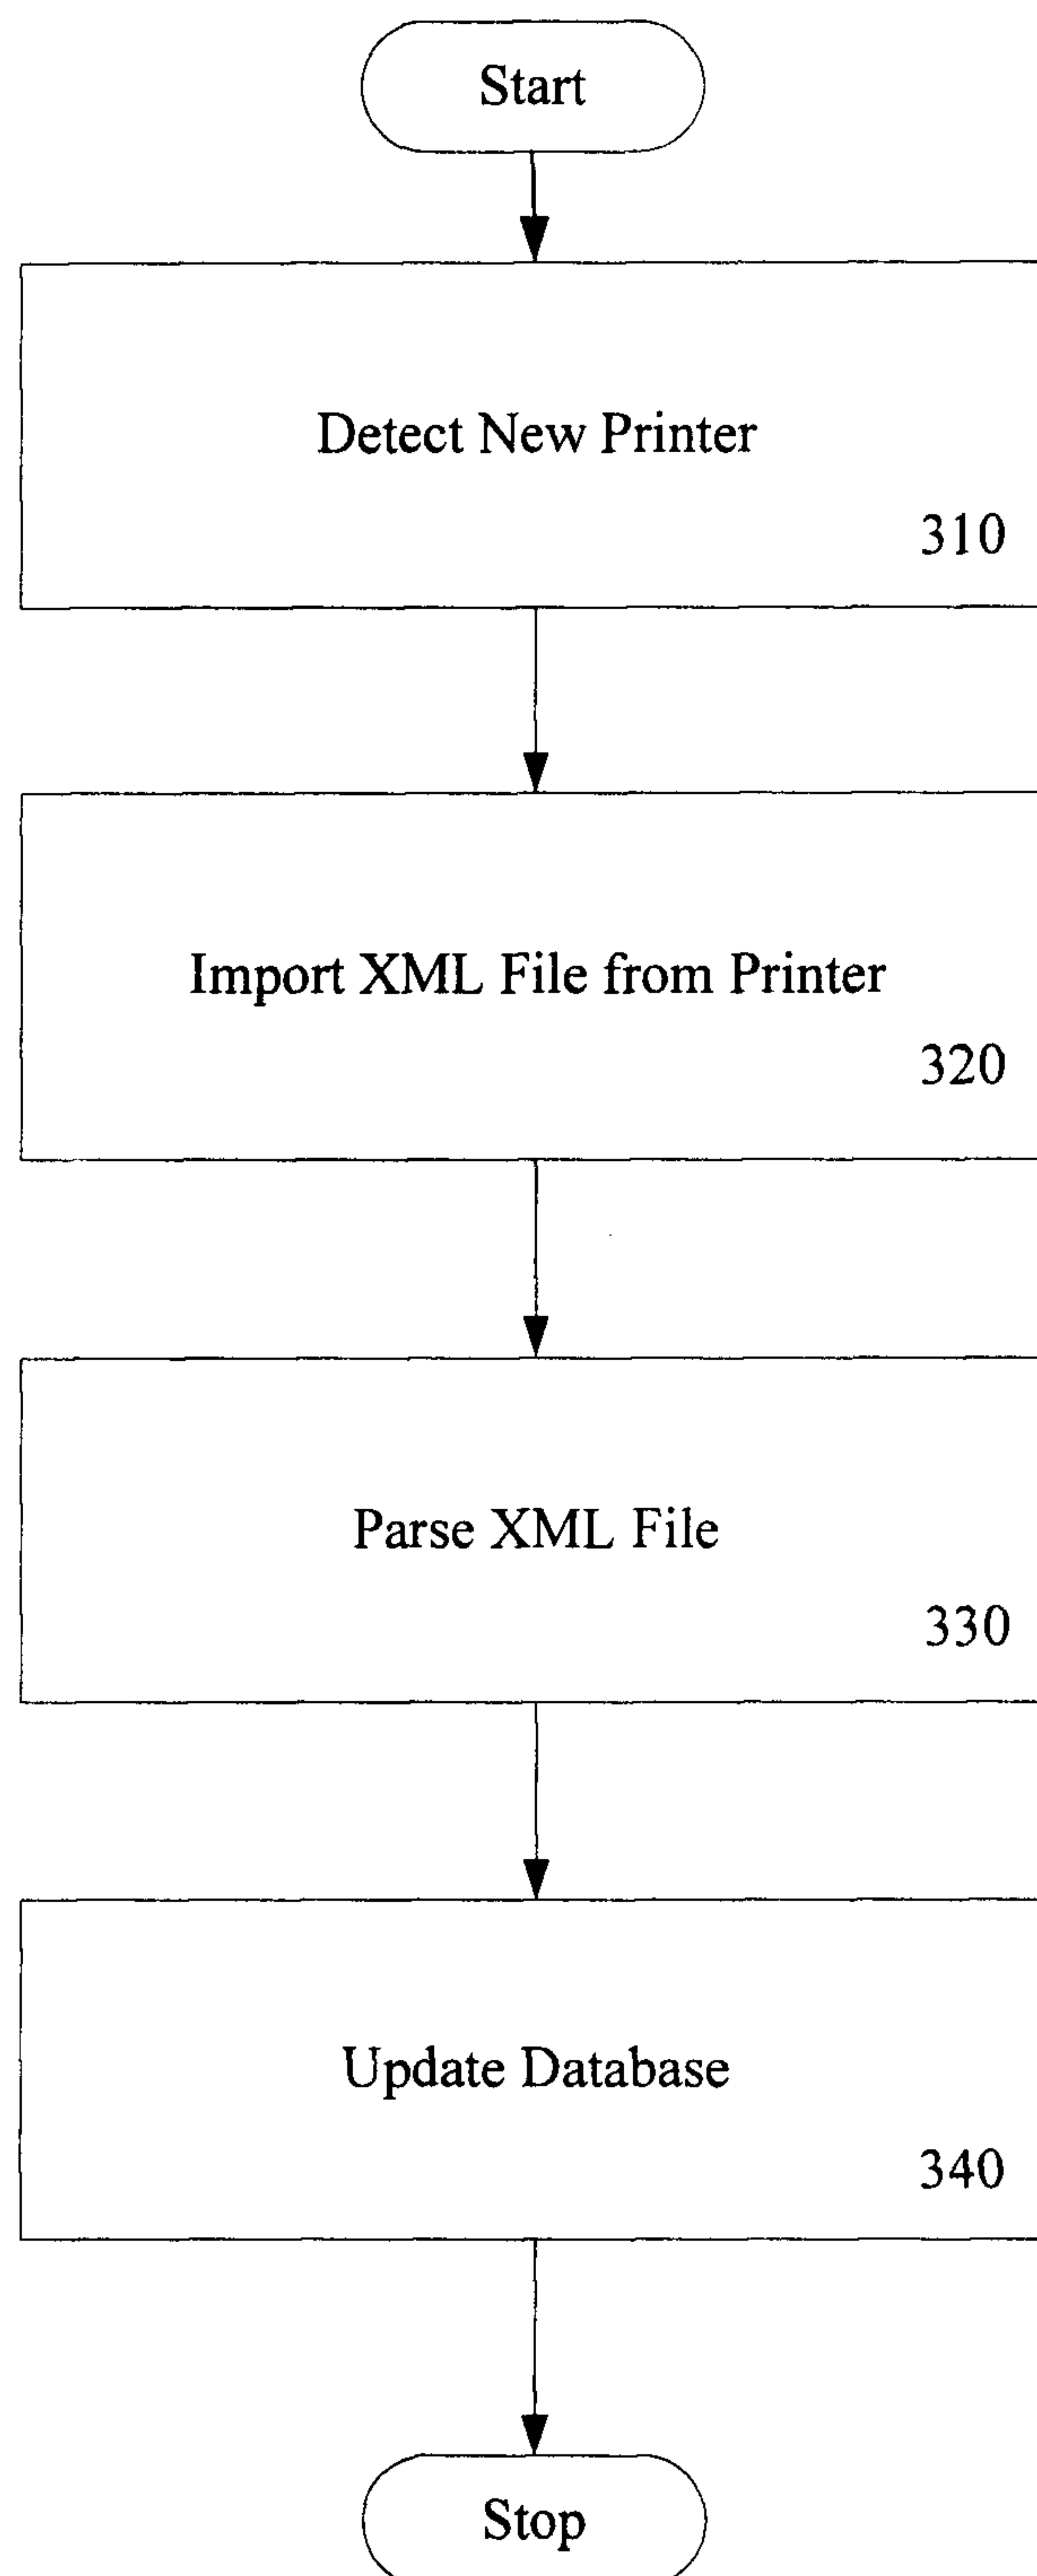 Start
Detect New Printer
310
Import XML File from Printer
320
Parse XML File
330
Update Database
340
Stop